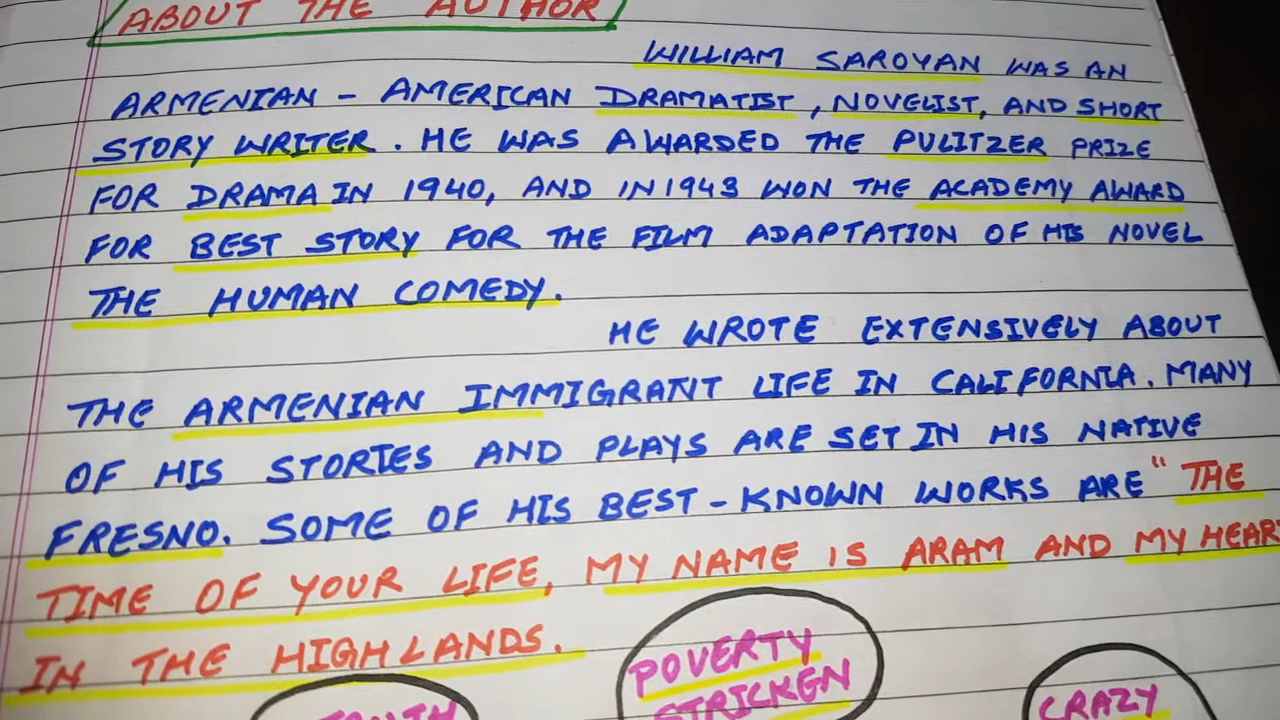 ABOUT THE AUTHOR
WILLIAM SAROYAN WAS AN
ARMENIAN - AMERICAN DRAMATIST, NOVELIST, AND SHORT
STORY WRITER. HE WAS AWARDED THE PULITZER PRIZE
FOR DRAMA IN 1940, AND IN 1943 WON THE ACADEMY AWARD
FOR BEST STORY FOR THE FILM ADAPTATION OF HIS NOVEL
THE HUMAN COMEDY.
HE WROTE EXTENSIVELY ABOUT
THE ARMENIAN IMMIGRANT LIFE IN CALIFORNIA. MANY
OF HIS STORIES AND PLAYS ARE SET IN HIS NATIVE
FRESNO. SOME OF HIS BEST - KNOWN WORKS ARE "THE
TIME OF YOUR LIFE, MY NAME IS ARAM AND MY HEAR
IN THE HIGHLANDS.
POVERTY
STRICKEN
CRAZY